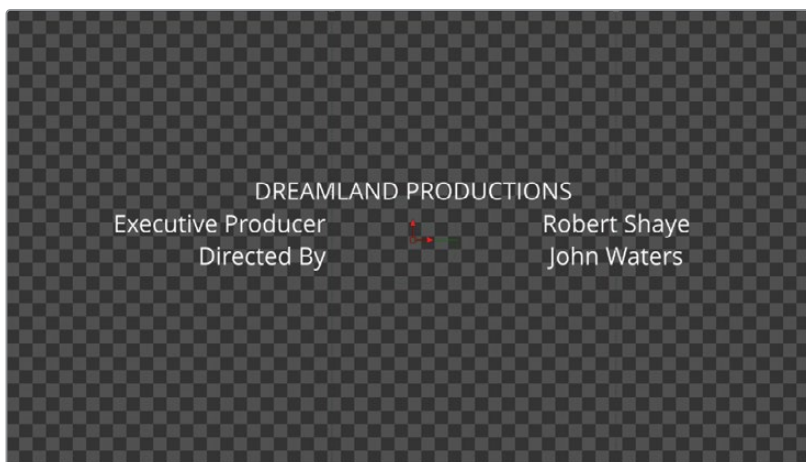 DREAMLAND PRODUCTIONS
Executive Producer Robert Shaye
Directed By John Waters